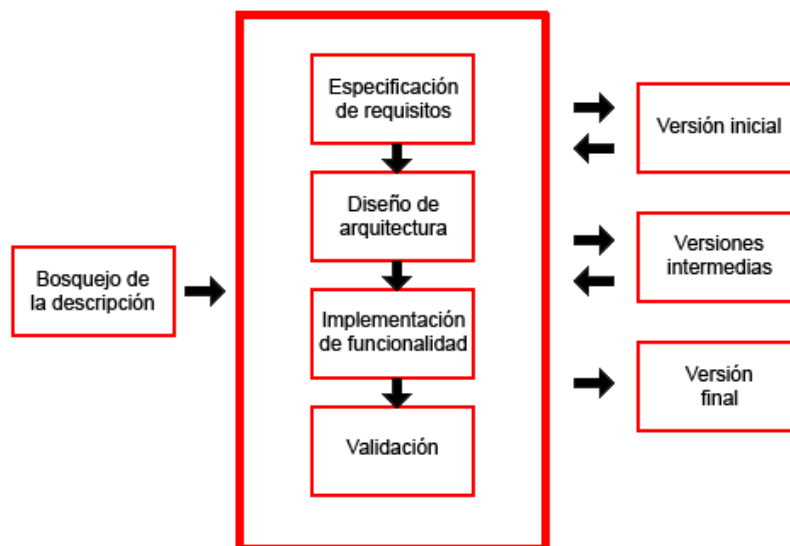 Especificación
de requisitos
Diseño de
arquitectura
Implementación
de funcionalidad
Validación
Bosquejo de
la descripción
Versión inicial
Versiones
intermedias
Versión
final